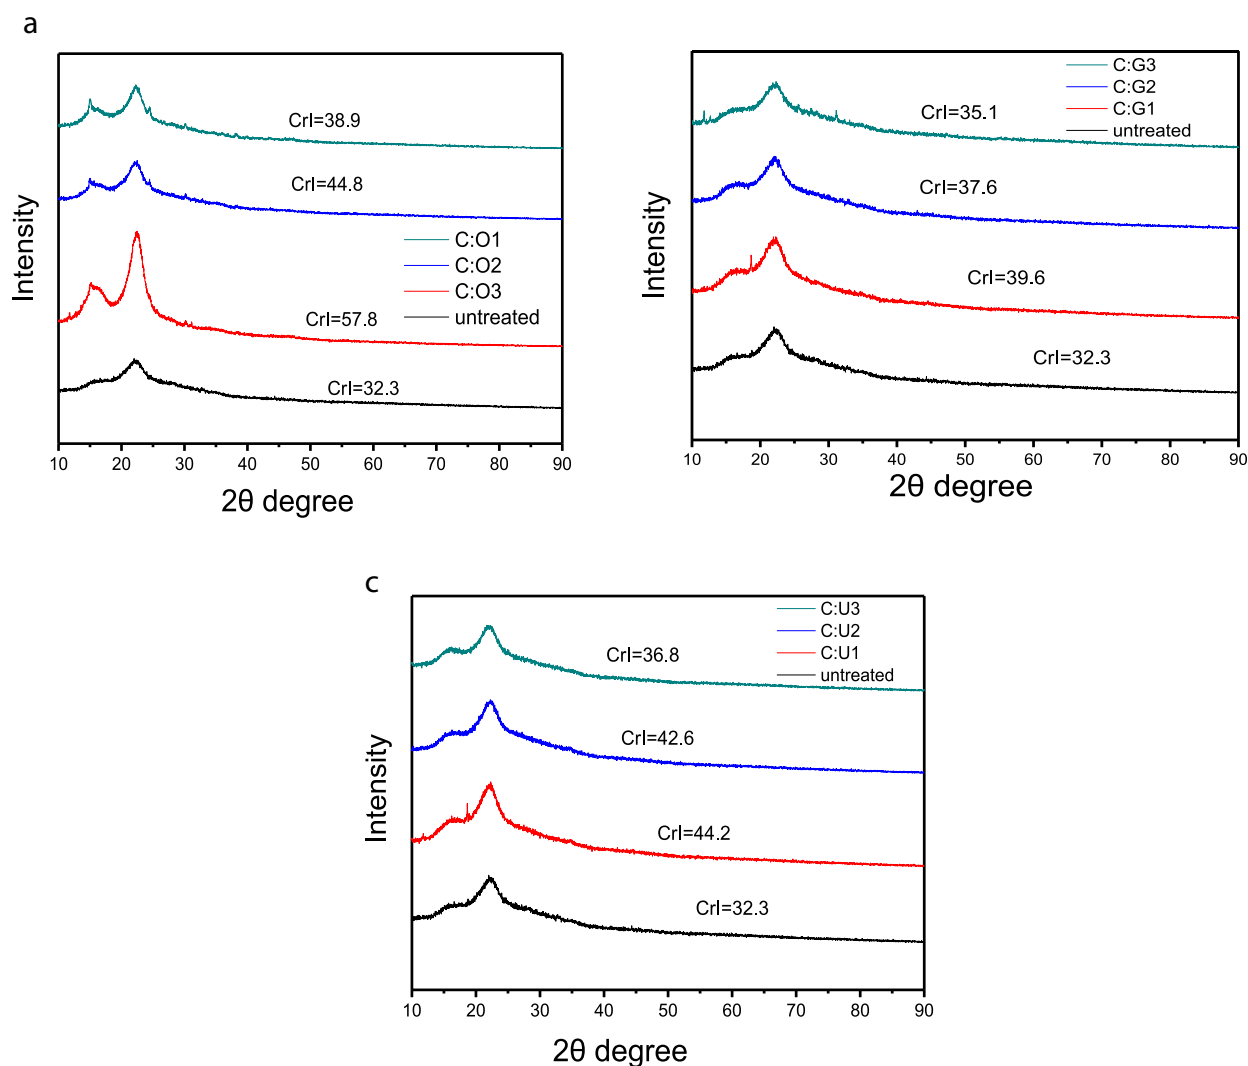 a
CrI=38.9
CrI=44.8
C:O1
C:O2
C:O3
untreated
CrI=57.8
CrI=32.3
Intensity
10 20 30 40 50 60 70 80 90
2θ degree
C:G3
C:G2
C:G1
untreated
CrI=35.1
CrI=37.6
CrI=39.6
CrI=32.3
Intensity
10 20 30 40 50 60 70 80 90
2θ degree
c
C:U3
C:U2
C:U1
untreated
CrI=36.8
CrI=42.6
CrI=44.2
CrI=32.3
Intensity
10 20 30 40 50 60 70 80 90
2θ degree